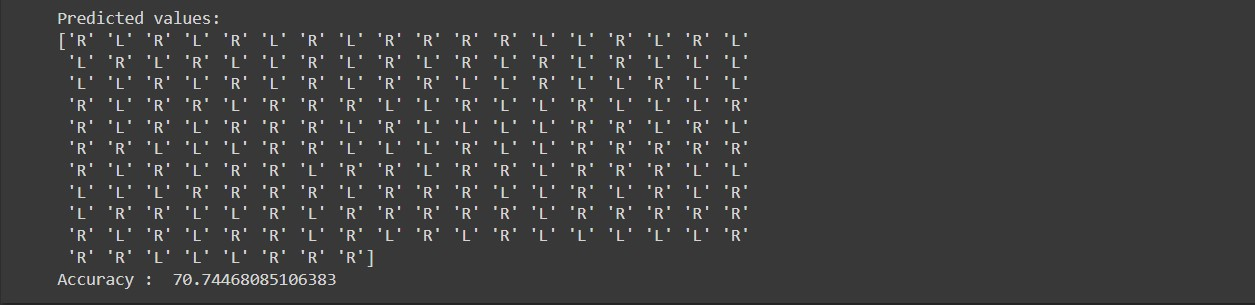 Predicted values:
['R' 'L' 'R' 'L' 'R' 'L' 'R' 'L' 'R' 'R' 'R' 'R' 'L' 'L' 'R' 'L' 'R' 'L'
'L' 'R' 'L' 'R' 'L' 'L' 'R' 'L' 'R' 'L' 'R' 'L' 'R' 'L' 'R' 'L' 'L' 'L'
'L' 'L' 'R' 'L' 'R' 'L' 'R' 'L' 'R' 'R' 'L' 'L' 'R' 'L' 'L' 'R' 'L' 'L'
'R' 'L' 'R' 'R' 'L' 'R' 'R' 'R' 'L' 'L' 'R' 'L' 'L' 'R' 'L' 'L' 'L' 'R'
'R' 'L' 'R' 'L' 'R' 'R' 'R' 'L' 'R' 'L' 'L' 'L' 'L' 'R' 'R' 'L' 'R' 'L'
'R' 'R' 'L' 'L' 'L' 'R' 'R' 'L' 'L' 'L' 'R' 'L' 'L' 'R' 'R' 'R' 'R' 'R'
'R' 'L' 'R' 'L' 'R' 'R' 'L' 'R' 'R' 'L' 'R' 'L' 'R' 'R' 'R' 'R' 'L' 'L'
'L' 'L' 'L' 'R' 'R' 'R' 'R' 'L' 'R' 'R' 'R' 'L' 'L' 'R' 'L' 'R' 'L' 'R'
'L' 'R' 'R' 'L' 'L' 'R' 'L' 'R' 'R' 'R' 'R' 'R' 'L' 'R' 'R' 'R' 'R' 'R'
'R' 'L' 'R' 'L' 'R' 'R' 'L' 'R' 'L' 'R' 'L' 'R' 'L' 'L' 'L' 'L' 'L' 'R'
'R' 'R' 'L' 'L' 'L' 'R' 'R' 'R']
Accuracy :  70.74468085106383